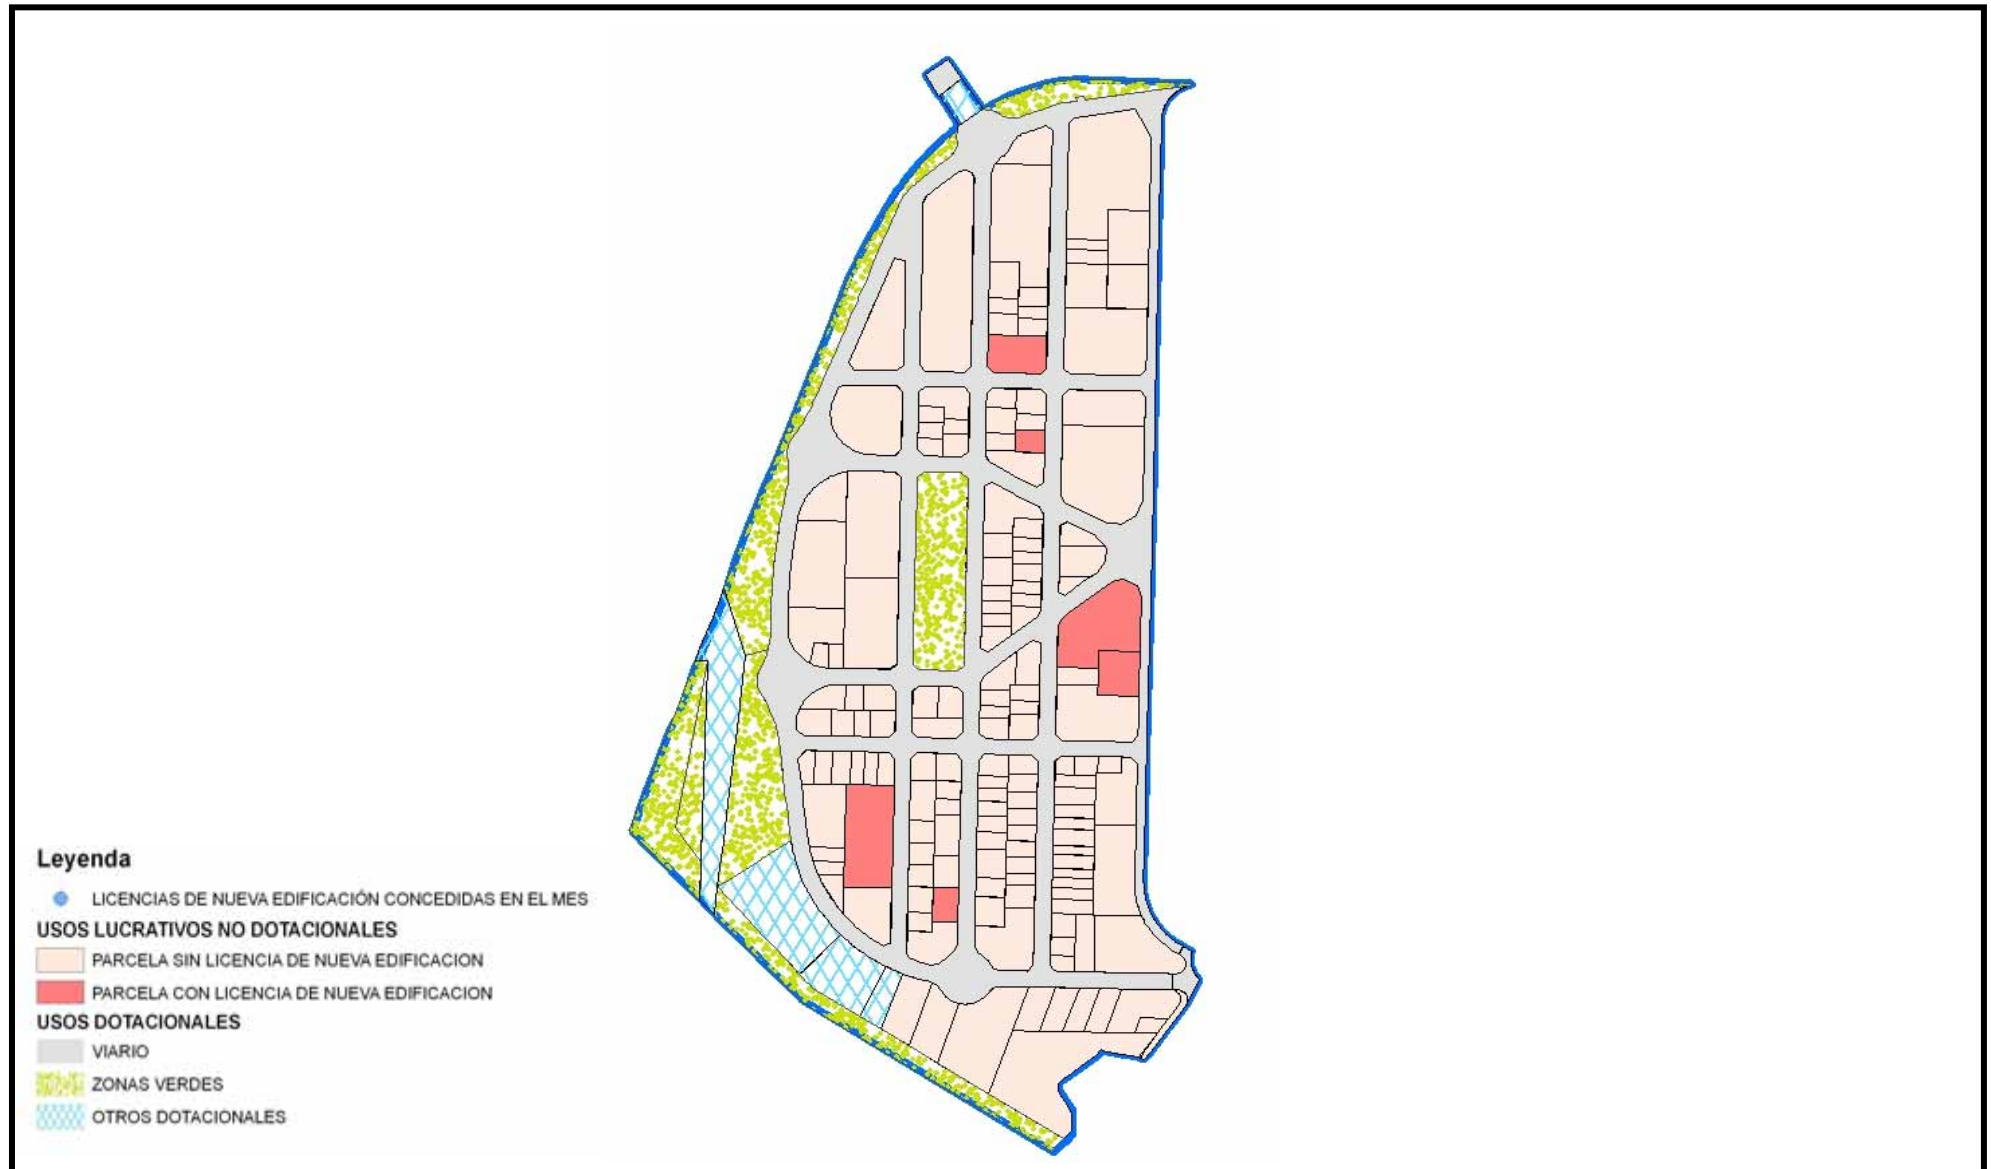 Leyenda
LICENCIAS DE NUEVA EDIFICACIÓN CONCEDIDAS EN EL MES
USOS LUCRATIVOS NO DOTACIONALES
PARCELA SIN LICENCIA DE NUEVA EDIFICACION
PARCELA CON LICENCIA DE NUEVA EDIFICACION
USOS DOTACIONALES
VIARIO
ZONAS VERDES
OTROS DOTACIONALES